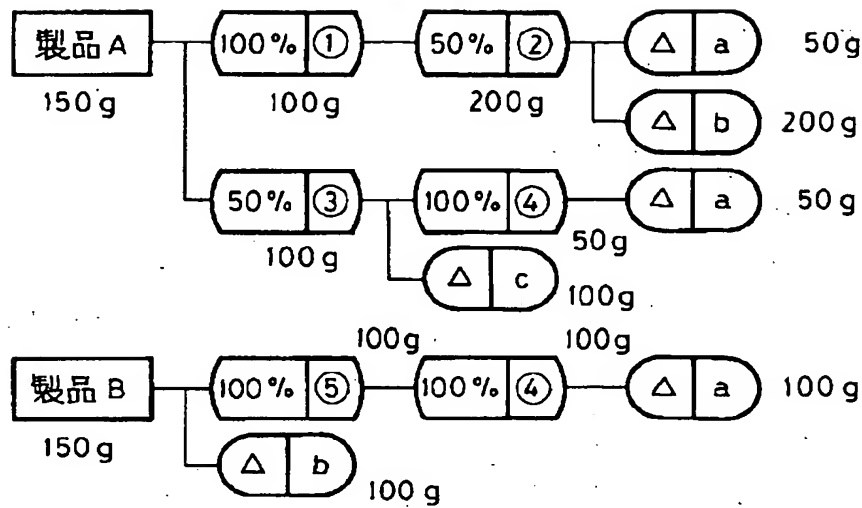 製品A 100% ① 50% ② △ a 50g
150g 100g 200g
△ b 200g
50% ③ 100% ④ △ a 50g
100g 50g
△ c 100g
100g 100g
製品B 100% ⑤ 100% ④ △ a 100g
150g
△ b 100g